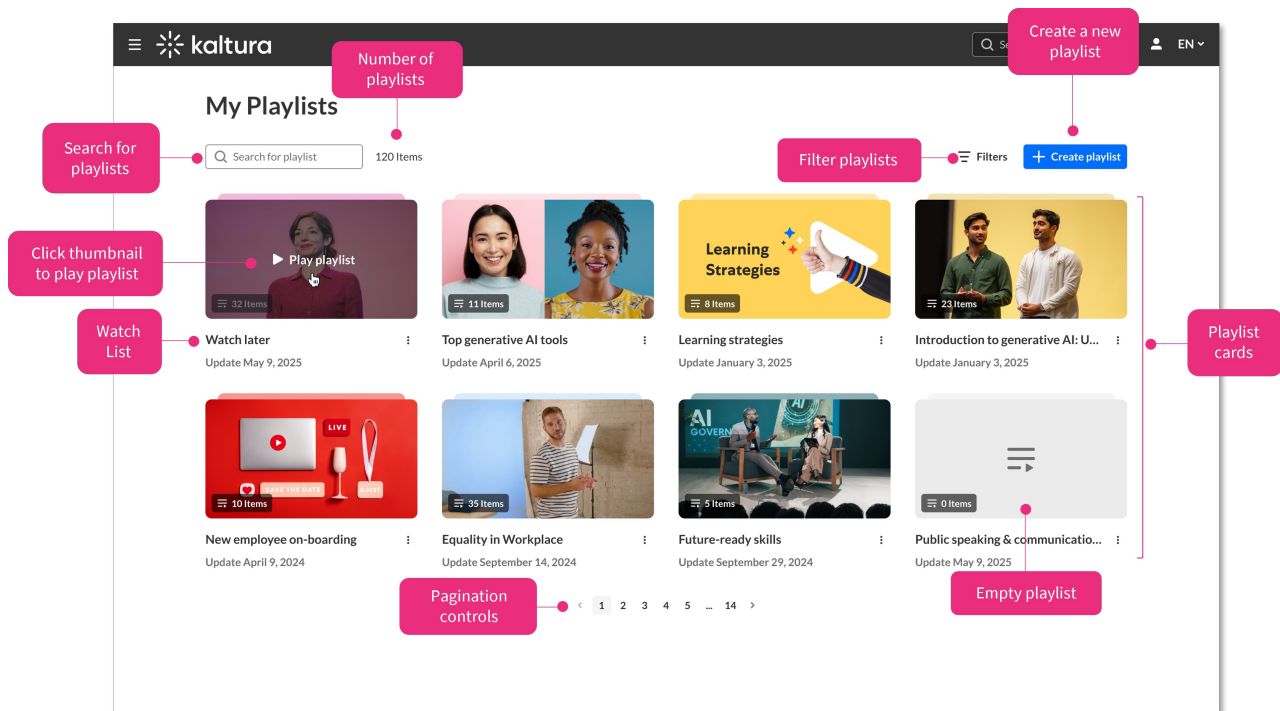 kaltura
Se
EN
Create a new
playlist
Number of
playlists
My Playlists
Search for
playlists
Search for playlist
120 Items
Filter playlists
Filters
Create playlist
Click thumbnail
to play playlist
Play playlist
32 Items
11 Items
Learning
Strategies
8 Items
23 Items
Watch
List
Watch later
Update May 9, 2025
Top generative AI tools
Update April 6, 2025
Learning strategies
Update January 3, 2025
Introduction to generative AI: U...
Update January 3, 2025
Playlist
cards
LIVE
SAVE THE DATE
GUEST
10 Items
35 Items
AI
GOVERN
AI
5 Items
0 Items
New employee on-boarding
Update April 9, 2024
Equality in Workplace
Update September 14, 2024
Future-ready skills
Update September 29, 2024
Public speaking & communicatio...
Update May 9, 2025
Empty playlist
Pagination
controls
< 1 2 3 4 5 ... 14 >